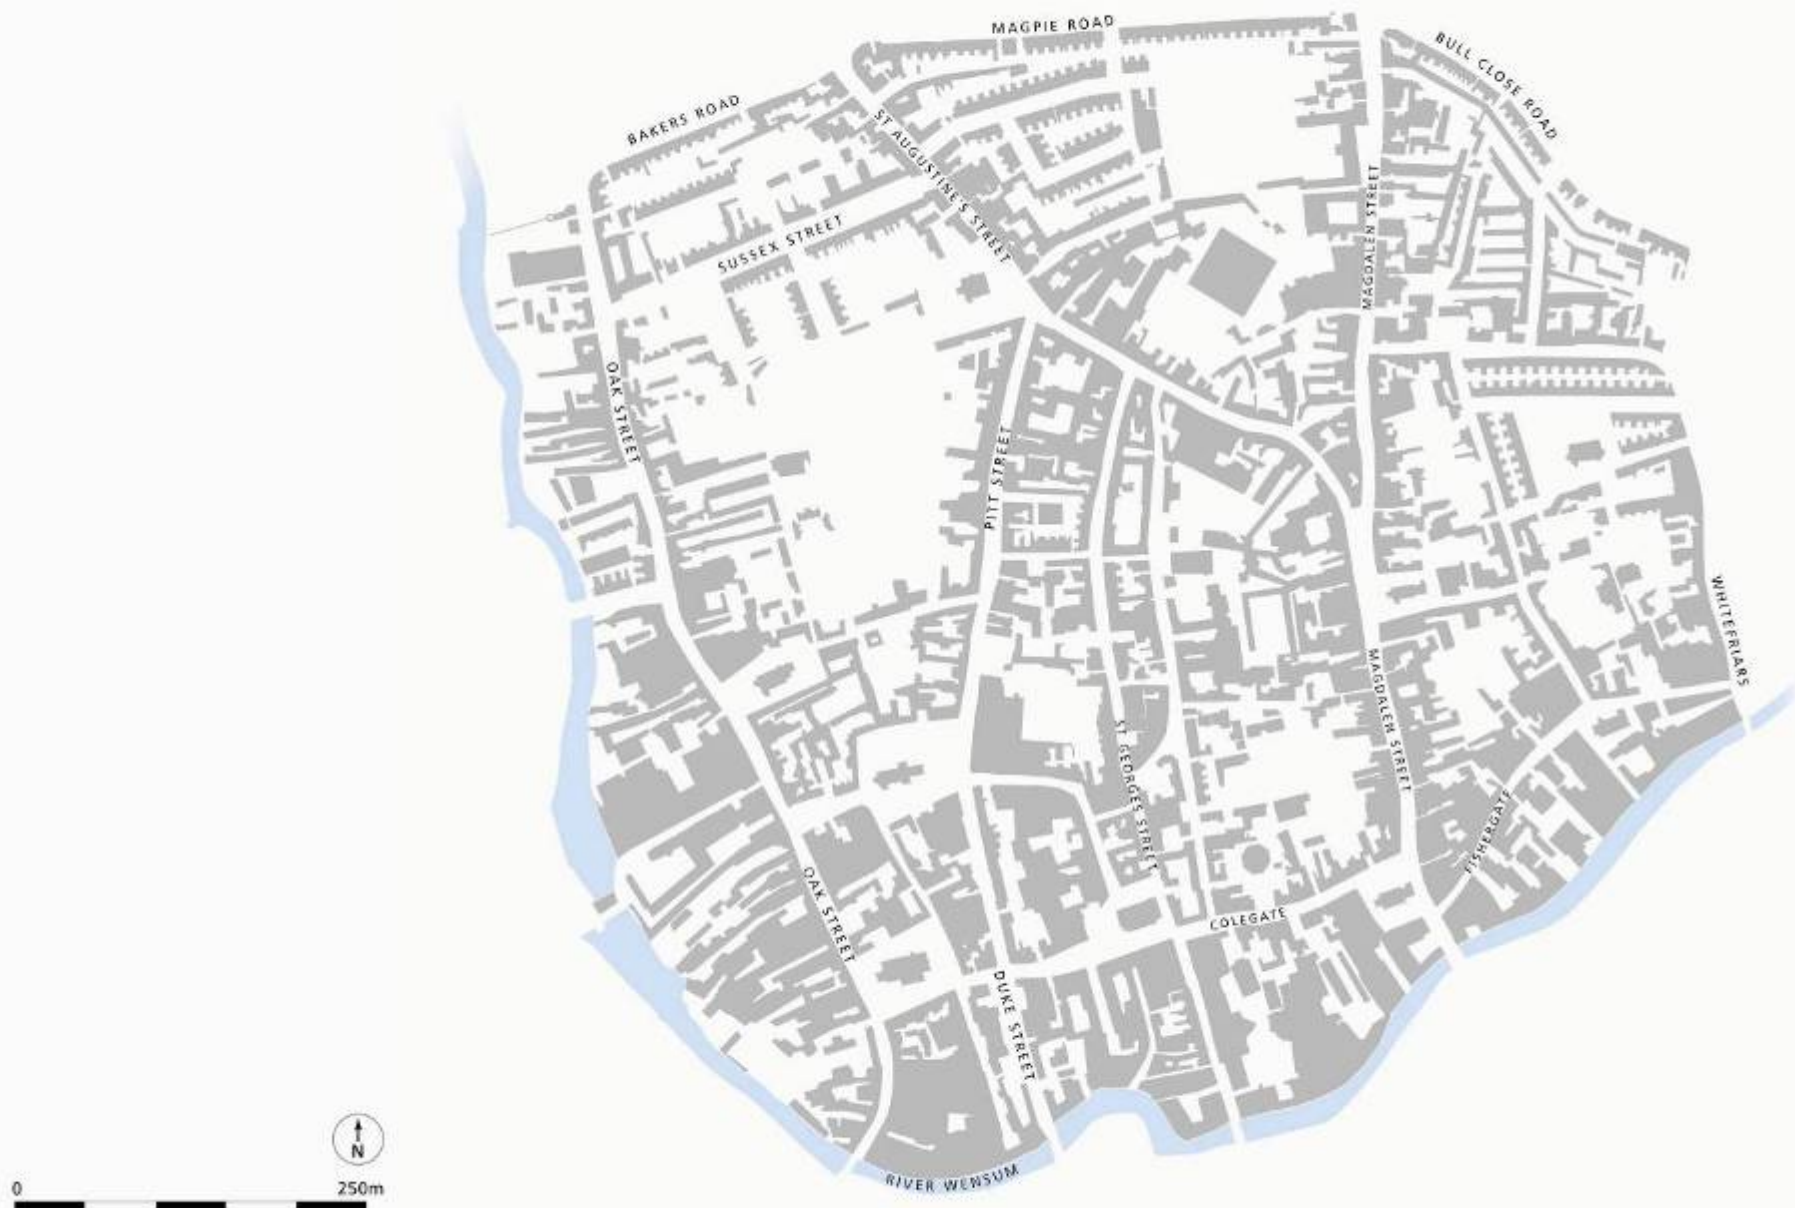 MAGPIE ROAD
BULL CLOSE ROAD
BAKERS ROAD
ST AUGUSTINE'S STREET
MAGDALEN STREET
SUSSEX STREET
OAK STREET
PITT STREET
WHITEFRIARS
MAGDALEN STREET
ST GEORGES STREET
FISHERGATE
OAK STREET
COLEGATE
DUKE STREET
RIVER WENSUM
N
0 250m